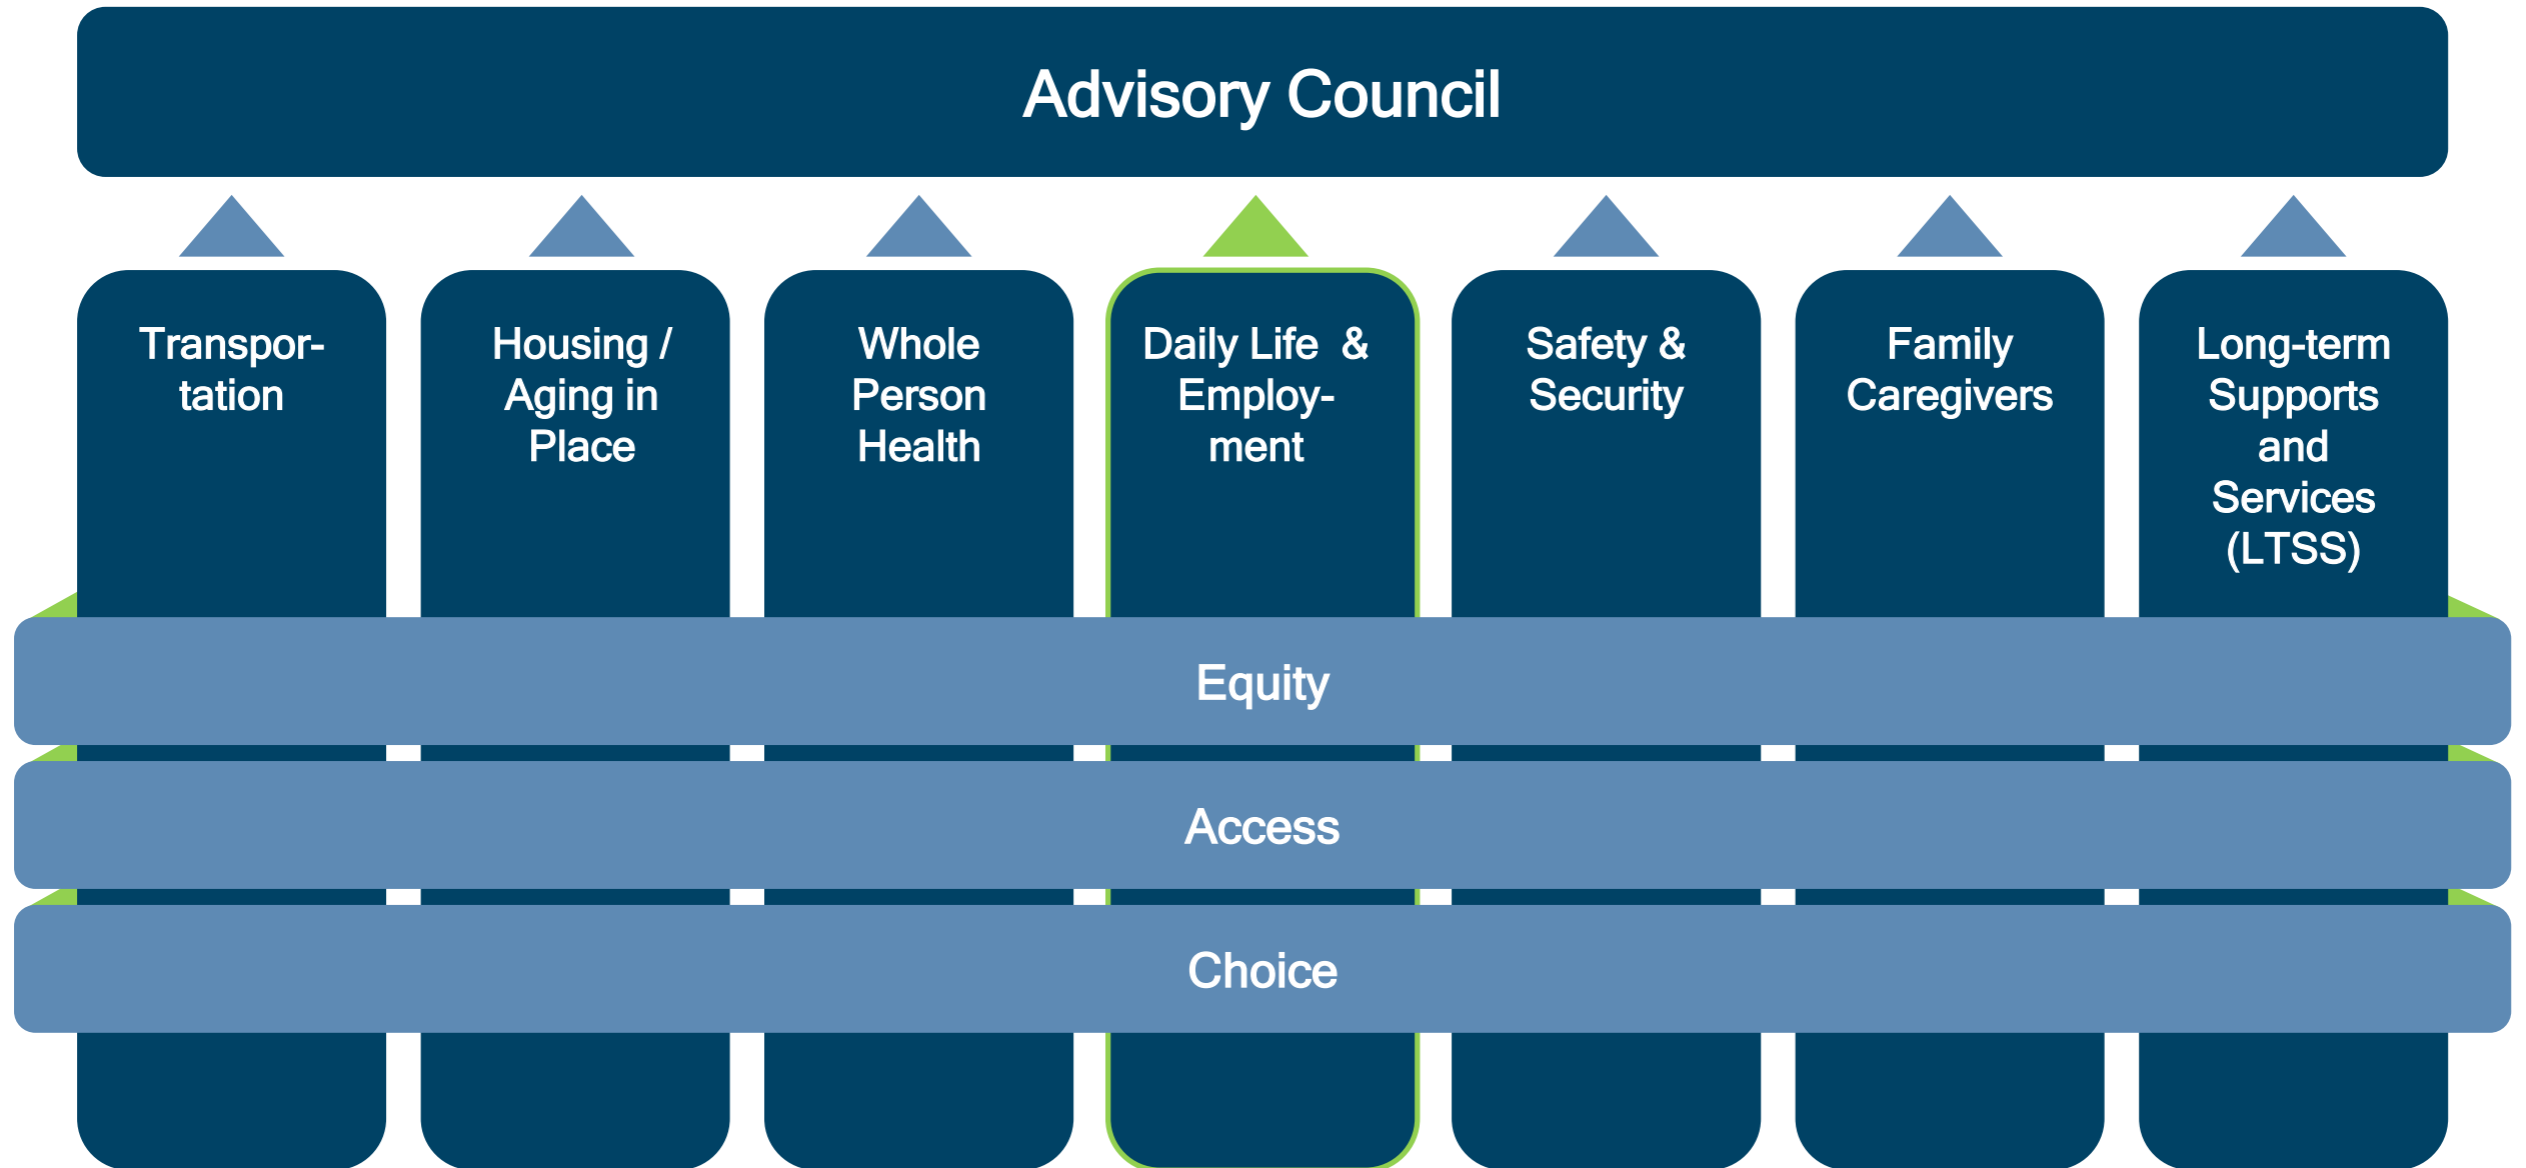 Advisory Council
Transpor-
tation
Housing /
Aging in
Place
Whole
Person
Health
Daily Life &
Employ-
ment
Safety &
Security
Family
Caregivers
Long-term
Supports
and
Services
(LTSS)
Equity
Access
Choice